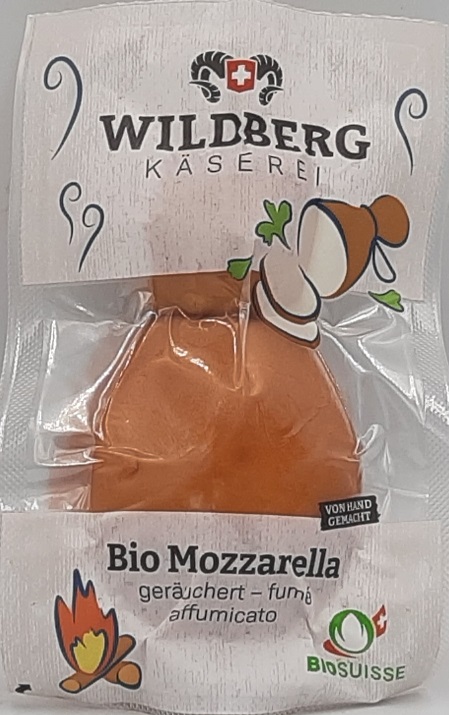 WILDBERG
KÄSEREI
VON HAND
GEMACHT
Bio Mozzarella
geräuchert – fumé
affumicato
BIOSUISSE